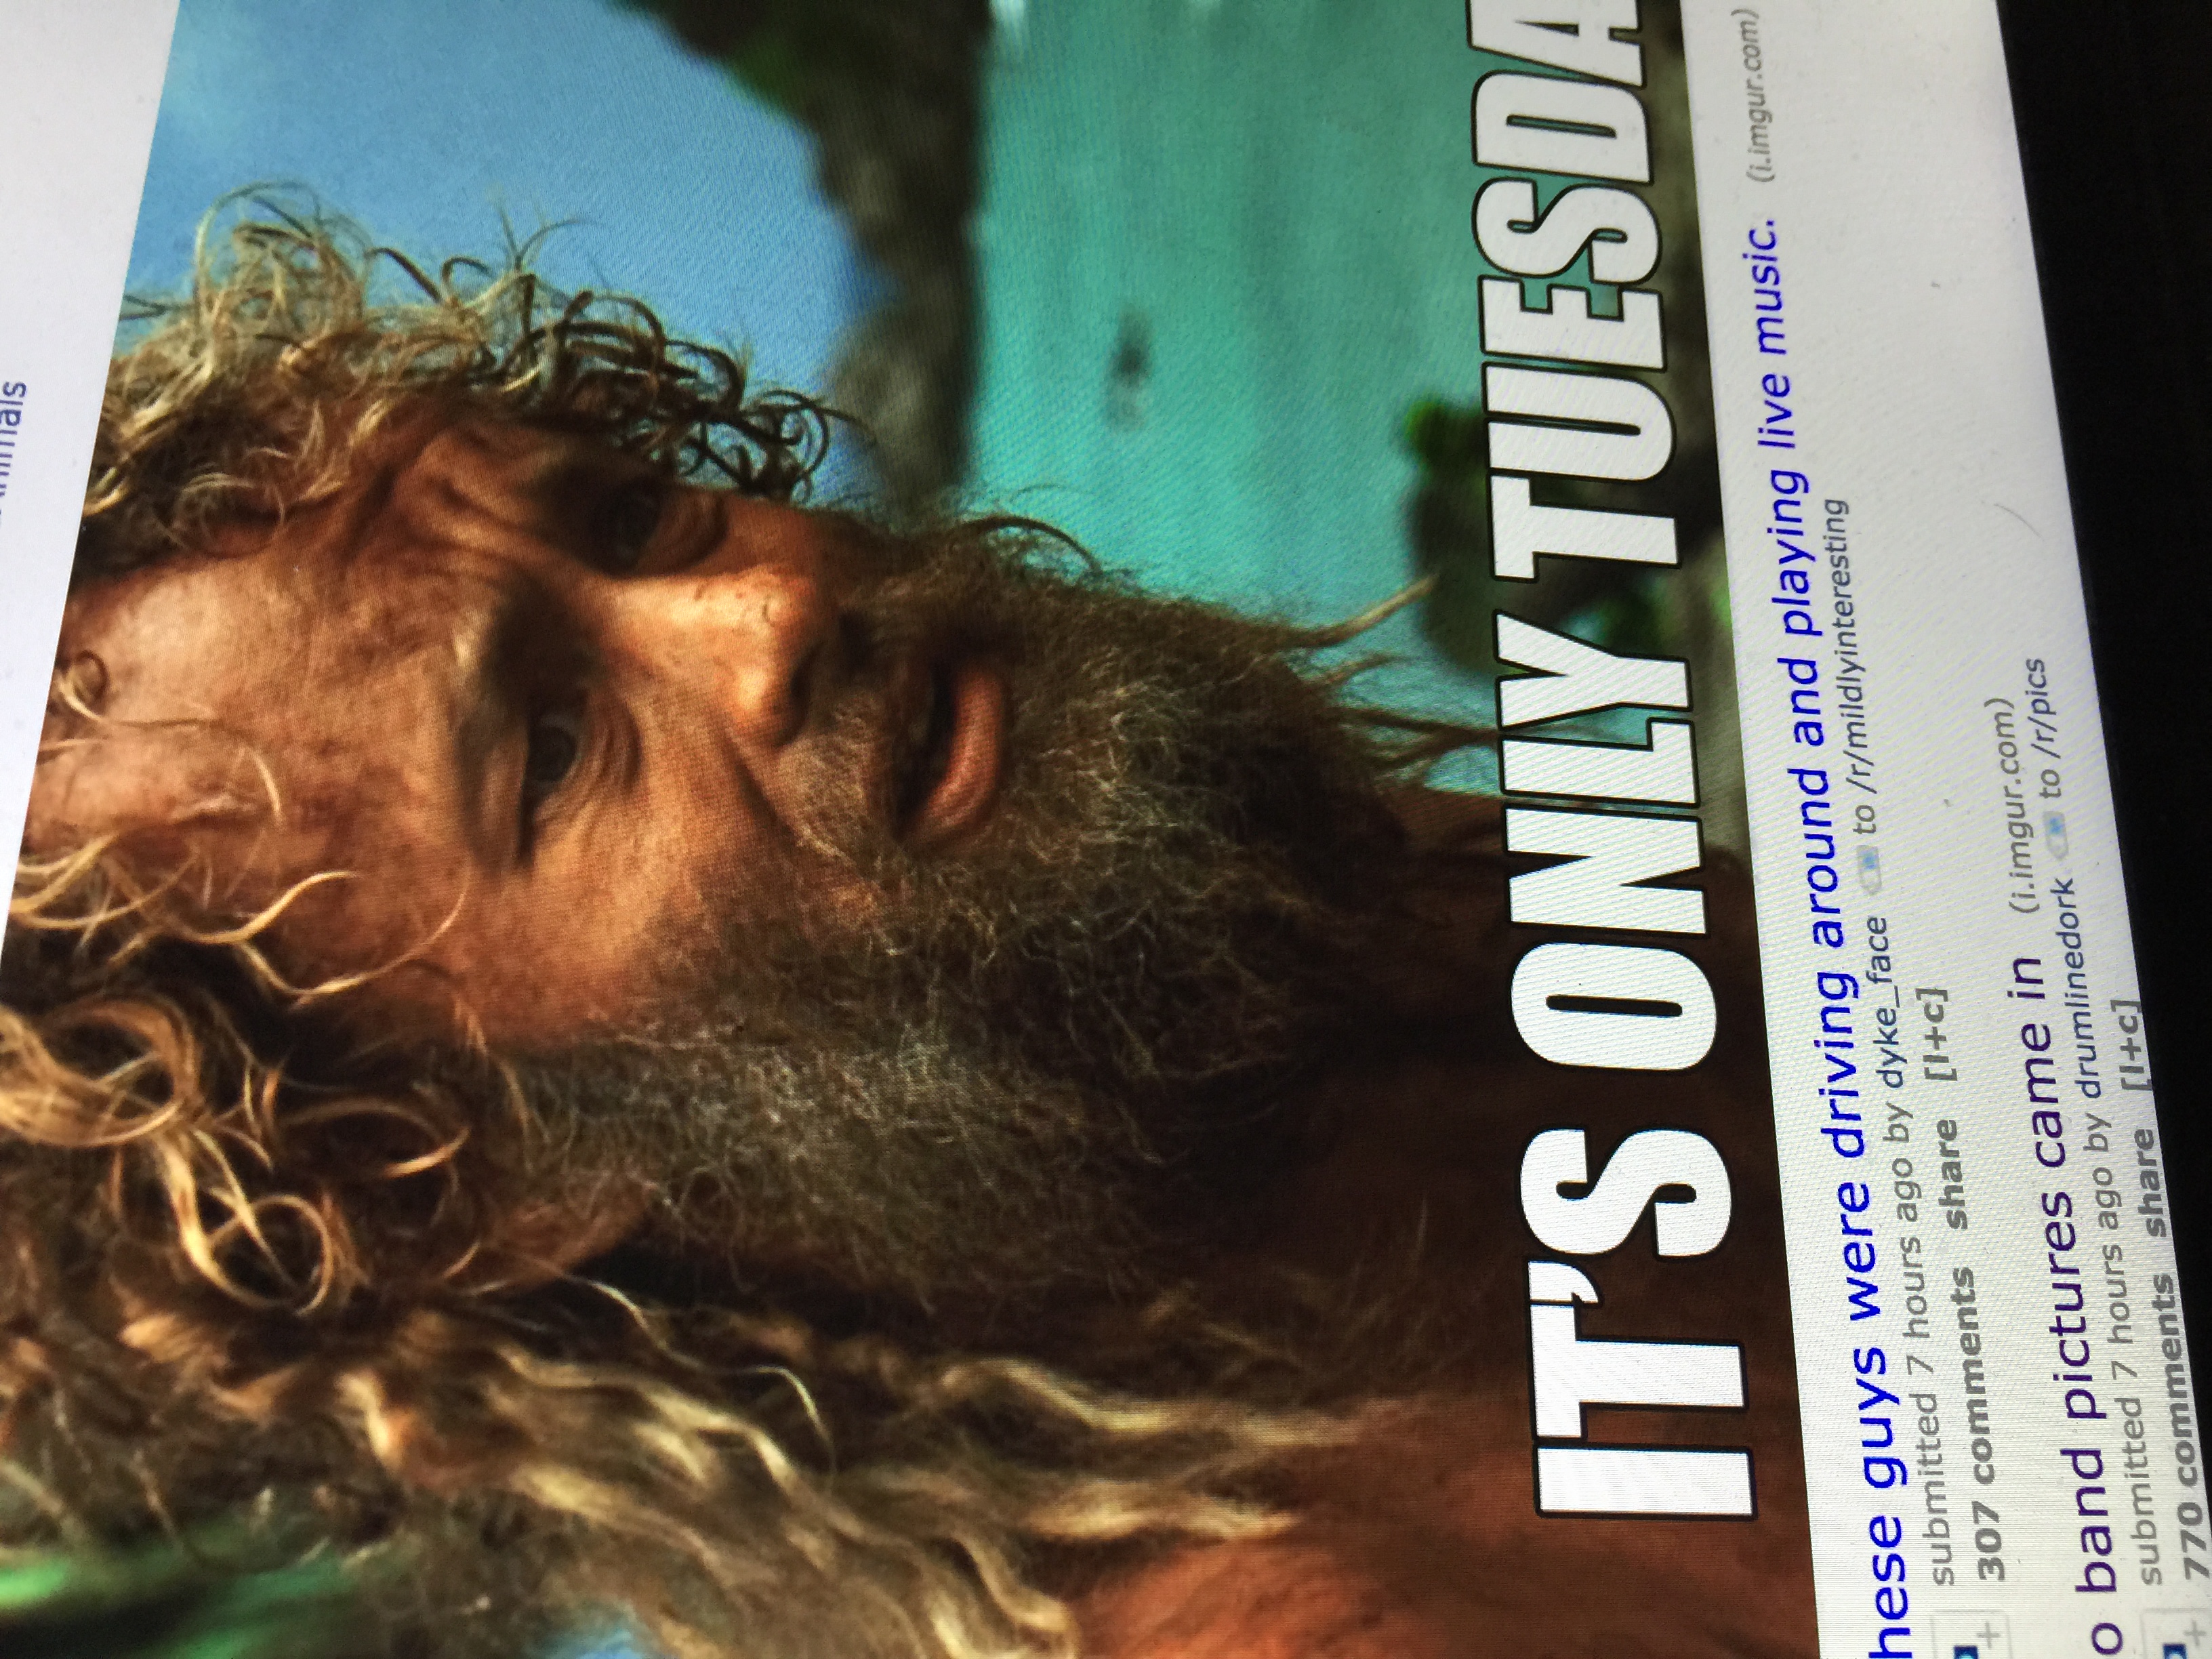 IT'S ONLY TUESDA
hese guys were driving around and playing live music. (i.imgur.com)
submitted 7 hours ago by dyke_face to /r/mildlyinteresting
307 comments share [l+c]
o band pictures came in (i.imgur.com)
submitted 7 hours ago by drumlinedork to /r/pics
770 comments share [l+c]